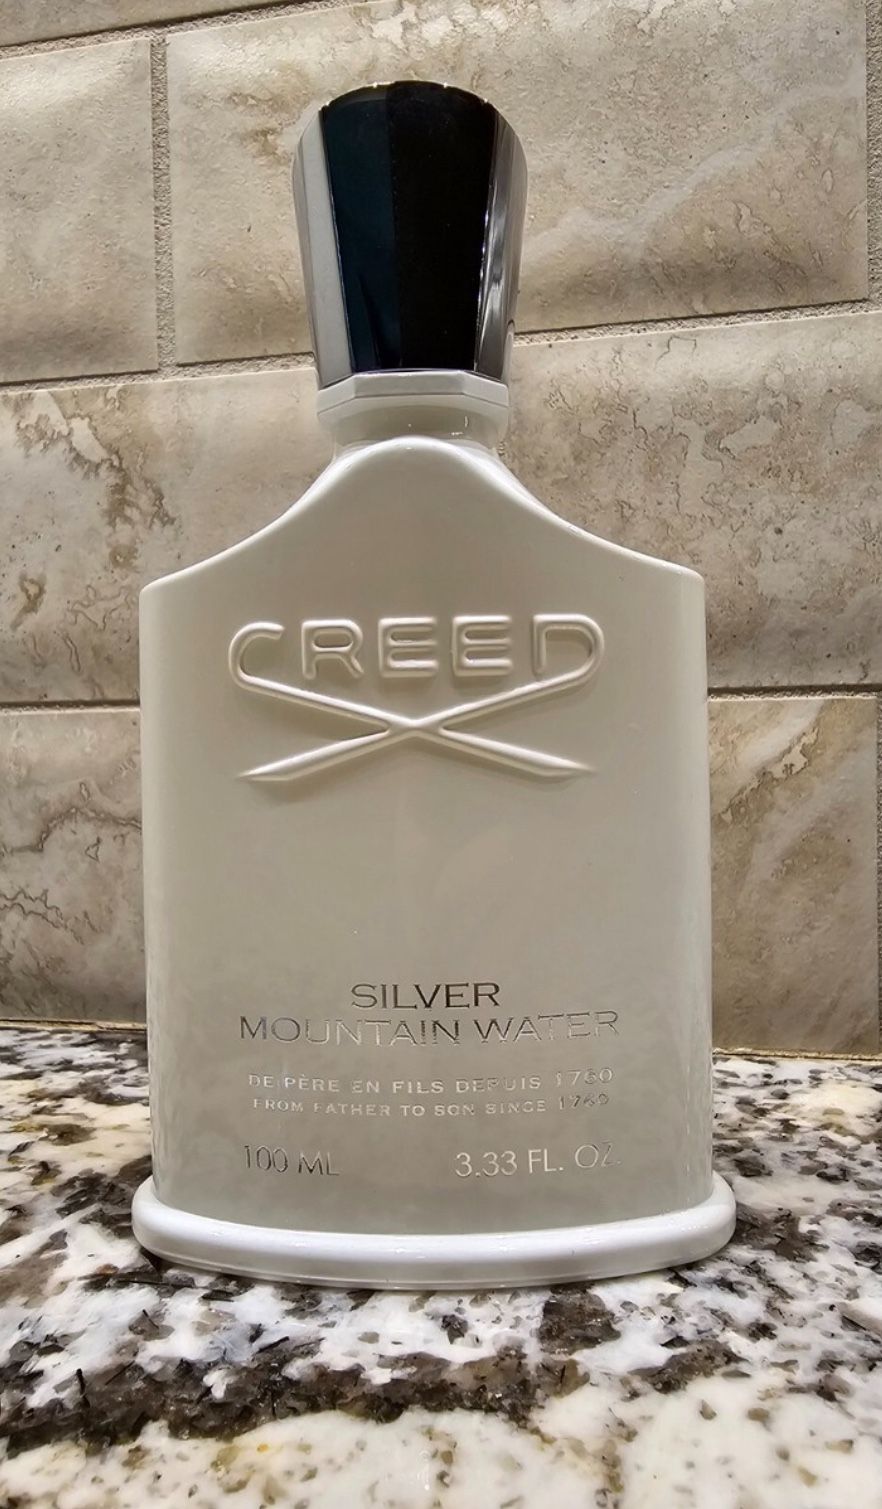 CREED
SILVER
MOUNTAIN WATER
DE PÈRE EN FILS DEPUIS 1760
FROM FATHER TO SON SINCE 1760
100 ML 3.33 FL. OZ.